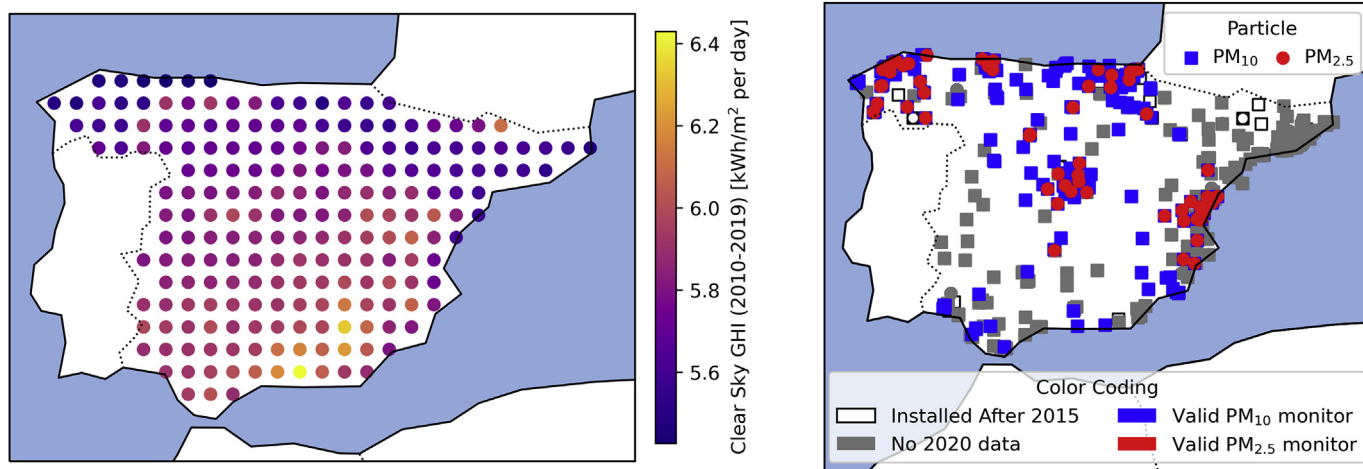 6.4
6.2
6.0
5.8
5.6
Clear Sky GHI (2010-2019) [kWh/m² per day]
Particle
PM₁₀ PM₂.₅
Color Coding
Installed After 2015 Valid PM₁₀ monitor
No 2020 data Valid PM₂.₅ monitor